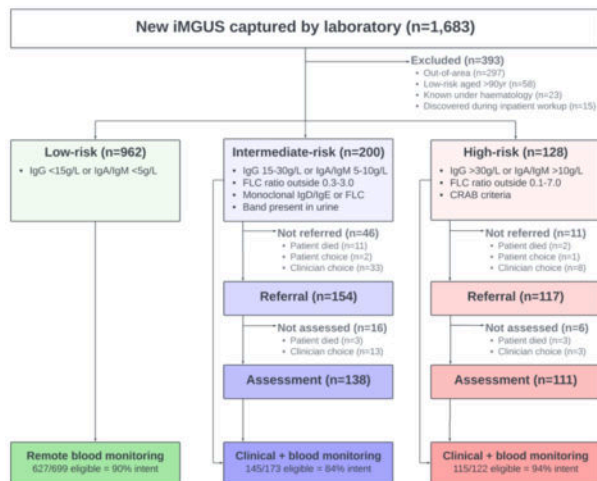 New iMGUS captured by laboratory (n=1,683)
Excluded (n=393)
• Out-of-area (n=297)
• Low-risk aged >90yr (n=58)
• Known under haematology (n=23)
• Discovered during inpatient workup (n=15)
Low-risk (n=962)
• IgG <15g/L or IgA/IgM <5g/L
Intermediate-risk (n=200)
• IgG 15-30g/L or IgA/IgM 5-10g/L
• FLC ratio outside 0.3-3.0
• Monoclonal IgD/IgE or FLC
• Band present in urine
High-risk (n=128)
• IgG >30g/L or IgA/IgM >10g/L
• FLC ratio outside 0.1-7.0
• CRAB criteria
Not referred (n=46)
• Patient died (n=11)
• Patient choice (n=2)
• Clinician choice (n=33)
Not referred (n=11)
• Patient died (n=2)
• Patient choice (n=1)
• Clinician choice (n=8)
Referral (n=154)
Referral (n=117)
Not assessed (n=16)
• Patient died (n=3)
• Clinician choice (n=13)
Not assessed (n=6)
• Patient died (n=3)
• Clinician choice (n=3)
Assessment (n=138)
Assessment (n=111)
Remote blood monitoring
627/699 eligible = 90% intent
Clinical + blood monitoring
145/173 eligible = 84% intent
Clinical + blood monitoring
115/122 eligible = 94% intent